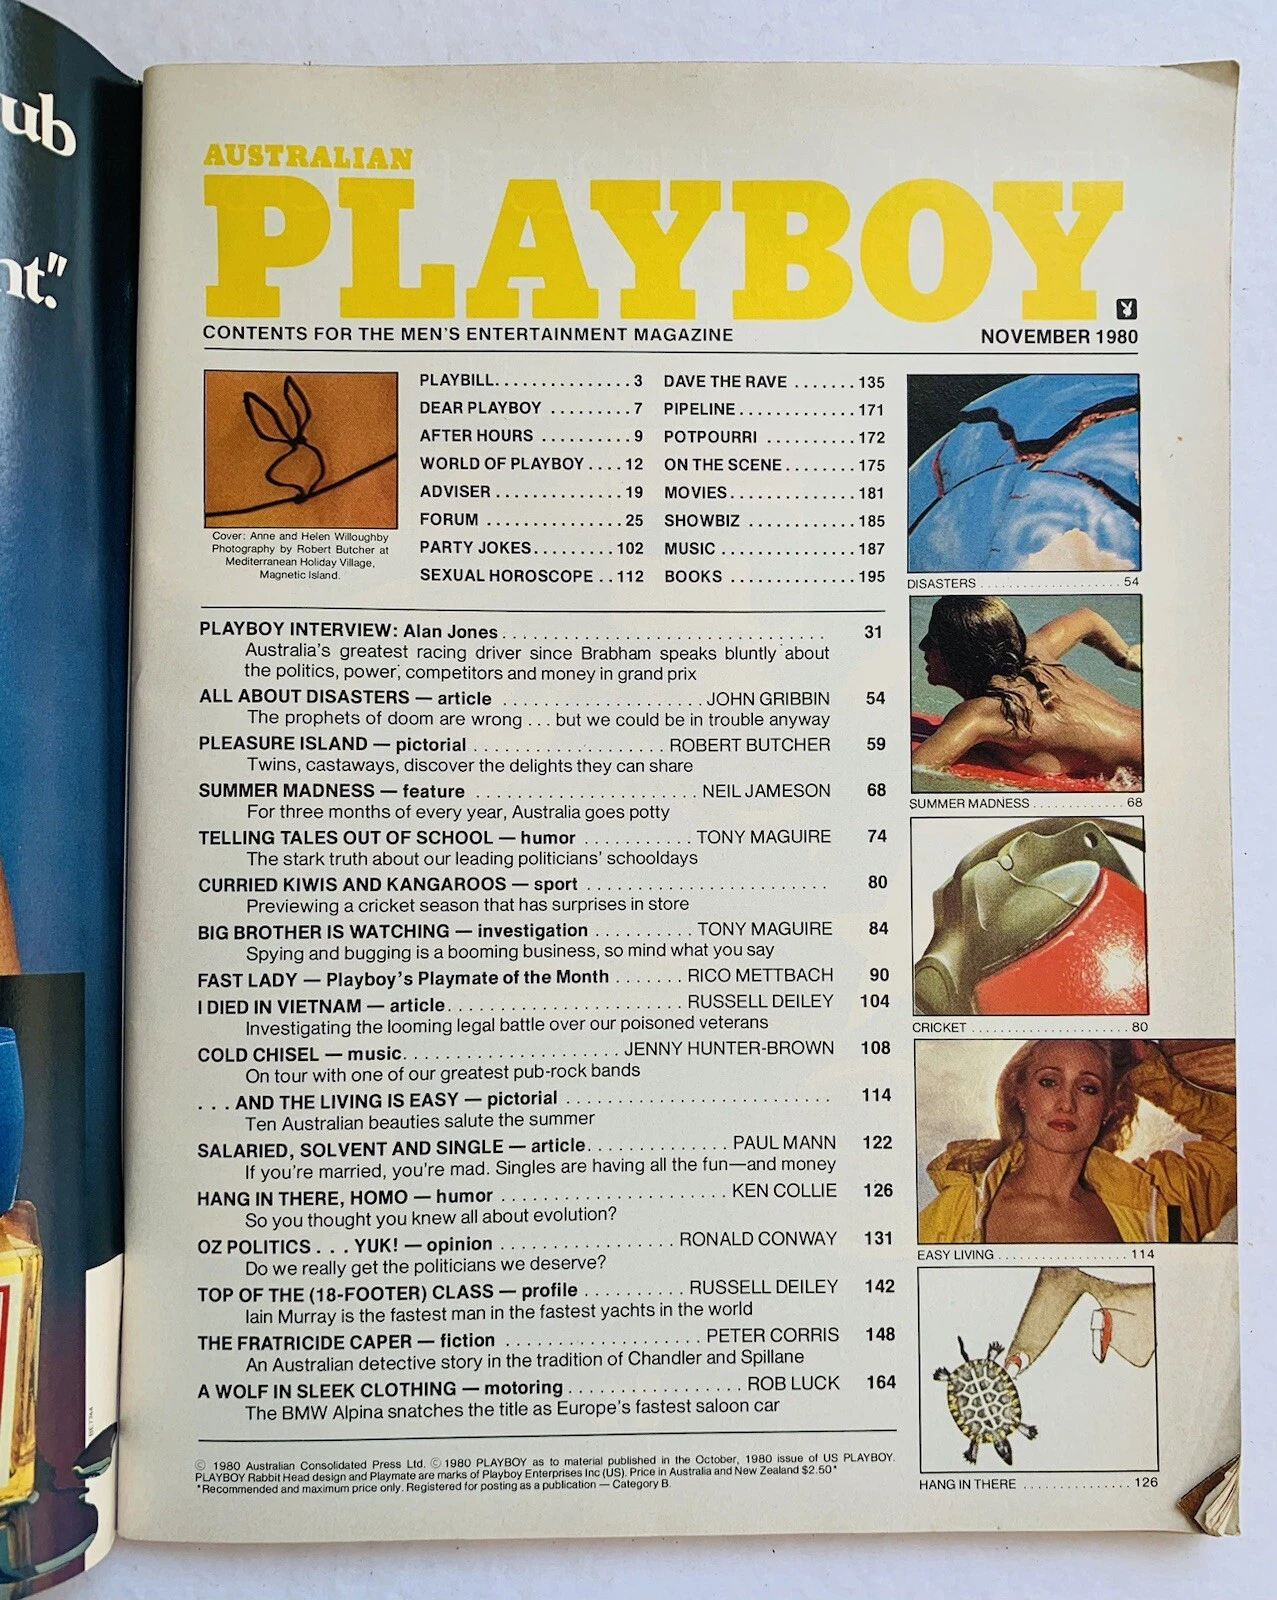 ub
nt."
AUSTRALIAN
PLAYBOY
CONTENTS FOR THE MEN'S ENTERTAINMENT MAGAZINE
NOVEMBER 1980
Cover: Anne and Helen Willoughby
Photography by Robert Butcher at
Mediterranean Holiday Village,
Magnetic Island.
PLAYBILL. . . . . . . . . . . . . . . 3
DEAR PLAYBOY . . . . . . . . . 7
AFTER HOURS . . . . . . . . . . 9
WORLD OF PLAYBOY . . . . 12
ADVISER . . . . . . . . . . . . . . 19
FORUM . . . . . . . . . . . . . . . 25
PARTY JOKES. . . . . . . . . 102
SEXUAL HOROSCOPE . . 112
DAVE THE RAVE . . . . . . . 135
PIPELINE. . . . . . . . . . . . . 171
POTPOURRI . . . . . . . . . . 172
ON THE SCENE. . . . . . . . 175
MOVIES. . . . . . . . . . . . . . 181
SHOWBIZ . . . . . . . . . . . . 185
MUSIC . . . . . . . . . . . . . . . 187
BOOKS . . . . . . . . . . . . . . 195
PLAYBOY INTERVIEW: Alan Jones . . . . . . . . . . 31
Australia's greatest racing driver since Brabham speaks bluntly about
the politics, power, competitors and money in grand prix
ALL ABOUT DISASTERS — article . . . . . . . . . . JOHN GRIBBIN 54
The prophets of doom are wrong . . . but we could be in trouble anyway
PLEASURE ISLAND — pictorial . . . . . . . . . . ROBERT BUTCHER 59
Twins, castaways, discover the delights they can share
SUMMER MADNESS — feature . . . . . . . . . . NEIL JAMESON 68
For three months of every year, Australia goes potty
TELLING TALES OUT OF SCHOOL — humor . . . . . . . . . . TONY MAGUIRE 74
The stark truth about our leading politicians' schooldays
CURRIED KIWIS AND KANGAROOS — sport . . . . . . . . . . 80
Previewing a cricket season that has surprises in store
BIG BROTHER IS WATCHING — investigation . . . . . . . . . . TONY MAGUIRE 84
Spying and bugging is a booming business, so mind what you say
FAST LADY — Playboy's Playmate of the Month . . . . . . . RICO METTBACH 90
I DIED IN VIETNAM — article . . . . . . . . . . RUSSELL DEILEY 104
Investigating the looming legal battle over our poisoned veterans
COLD CHISEL — music. . . . . . . . . . JENNY HUNTER-BROWN 108
On tour with one of our greatest pub-rock bands
. . . AND THE LIVING IS EASY — pictorial . . . . . . . . . . 114
Ten Australian beauties salute the summer
SALARIED, SOLVENT AND SINGLE — article. . . . . . . . . . PAUL MANN 122
If you're married, you're mad. Singles are having all the fun—and money
HANG IN THERE, HOMO — humor . . . . . . . . . . KEN COLLIE 126
So you thought you knew all about evolution?
OZ POLITICS . . . YUK! — opinion . . . . . . . . . . RONALD CONWAY 131
Do we really get the politicians we deserve?
TOP OF THE (18-FOOTER) CLASS — profile . . . . . . . . . RUSSELL DEILEY 142
Iain Murray is the fastest man in the fastest yachts in the world
THE FRATRICIDE CAPER — fiction . . . . . . . . . . PETER CORRIS 148
An Australian detective story in the tradition of Chandler and Spillane
A WOLF IN SLEEK CLOTHING — motoring . . . . . . . . . . ROB LUCK 164
The BMW Alpina snatches the title as Europe's fastest saloon car
DISASTERS . . . . . . . . . . 54
SUMMER MADNESS . . . . . . . . . . 68
CRICKET . . . . . . . . . . 80
EASY LIVING . . . . . . . . . . 114
HANG IN THERE . . . . . . . . . . 126
© 1980 Australian Consolidated Press Ltd. © 1980 PLAYBOY as to material published in the October, 1980 issue of US PLAYBOY.
PLAYBOY Rabbit Head design and Playmate are marks of Playboy Enterprises Inc (US). Price in Australia and New Zealand $2.50*
*Recommended and maximum price only. Registered for posting as a publication — Category B.